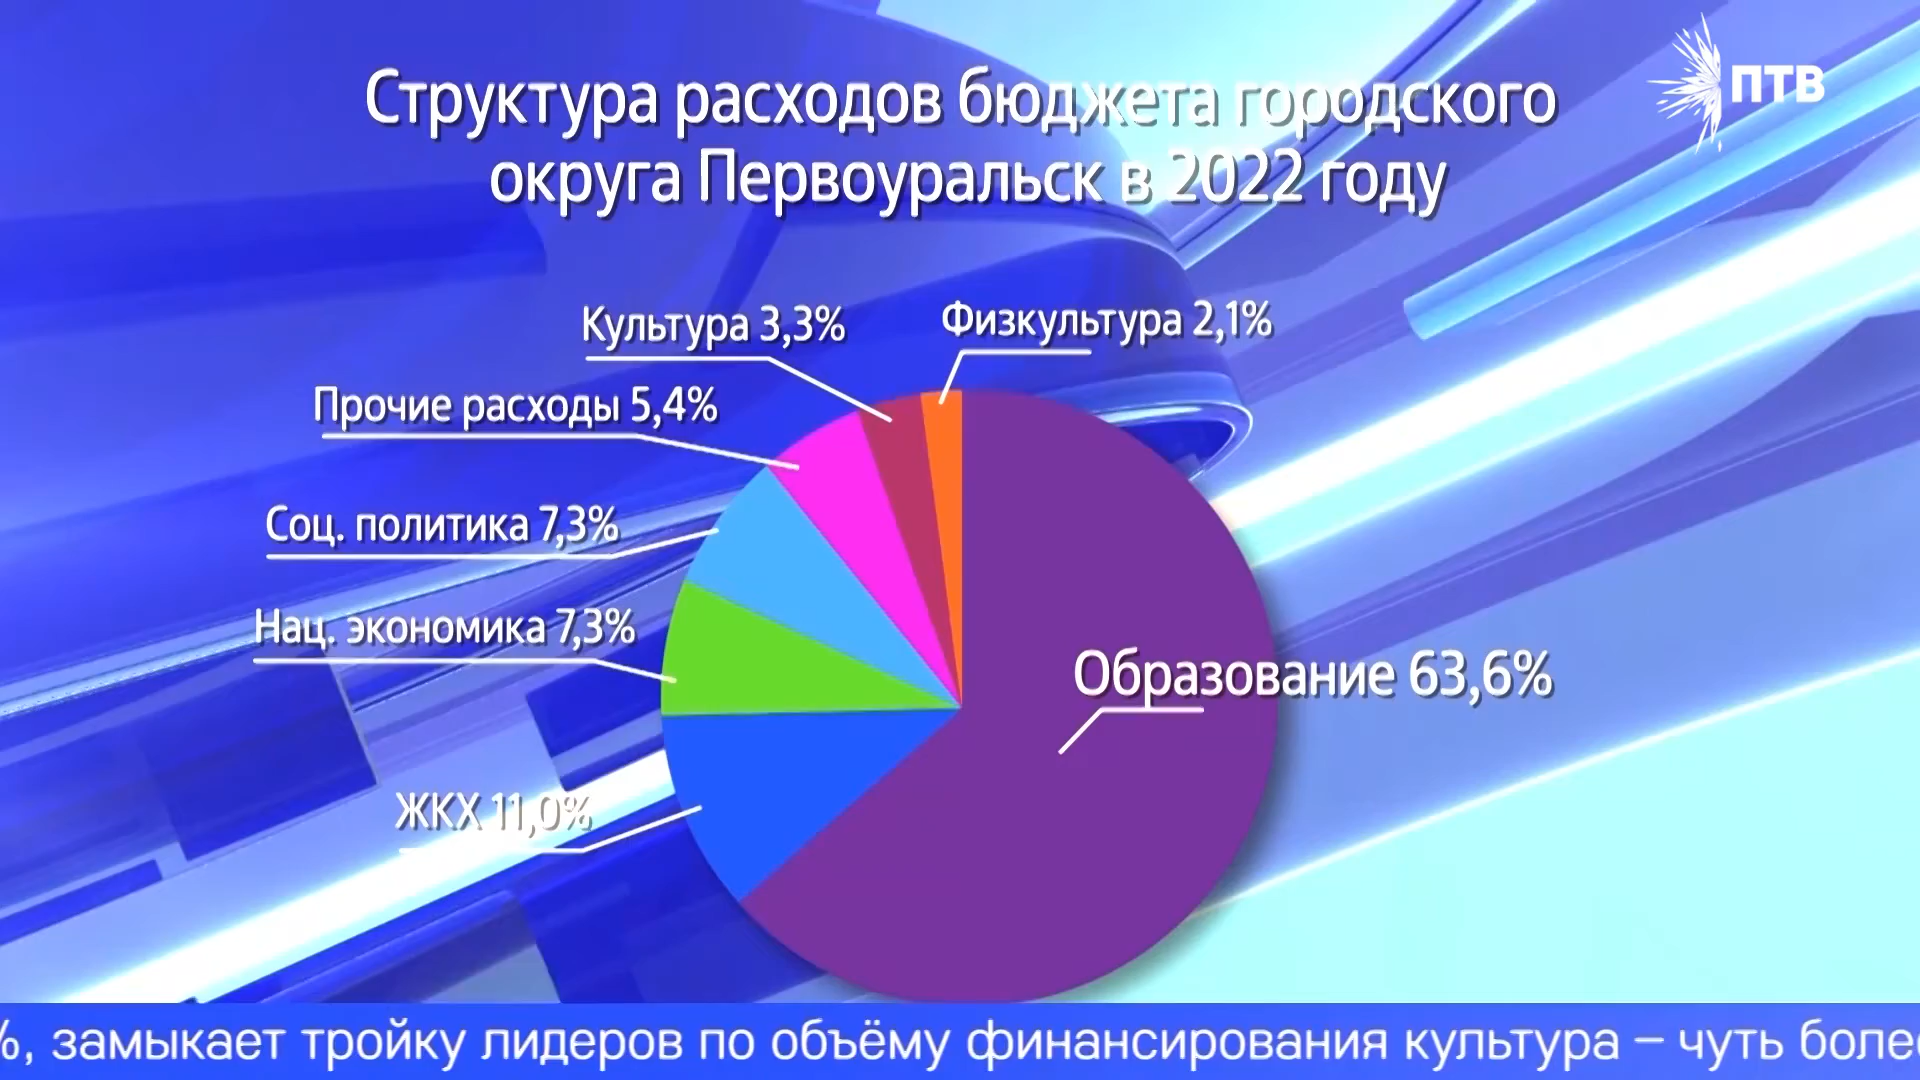 ПТВ
Структура расходов бюджета городского
округа Первоуральск в 2022 году
Культура 3,3%
Физкультура 2,1%
Прочие расходы 5,4%
Соц. политика 7,3%
Нац. экономика 7,3%
Образование 63,6%
ЖКХ 11,0%
%, замыкает тройку лидеров по объёму финансирования культура – чуть более